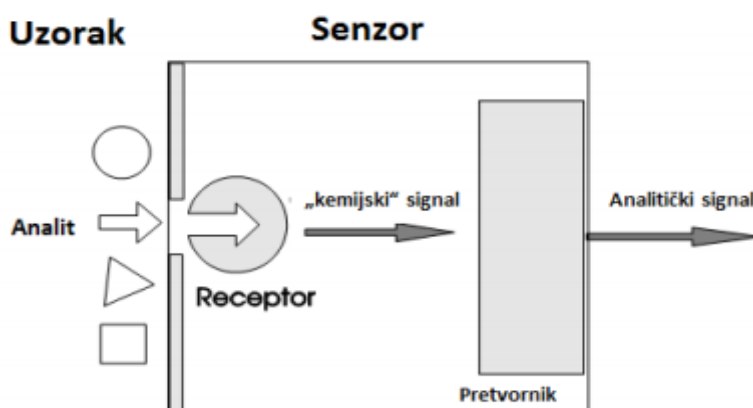 Uzorak
Senzor
Analit
Receptor
„kemijski“ signal
Analitički signal
Pretvornik